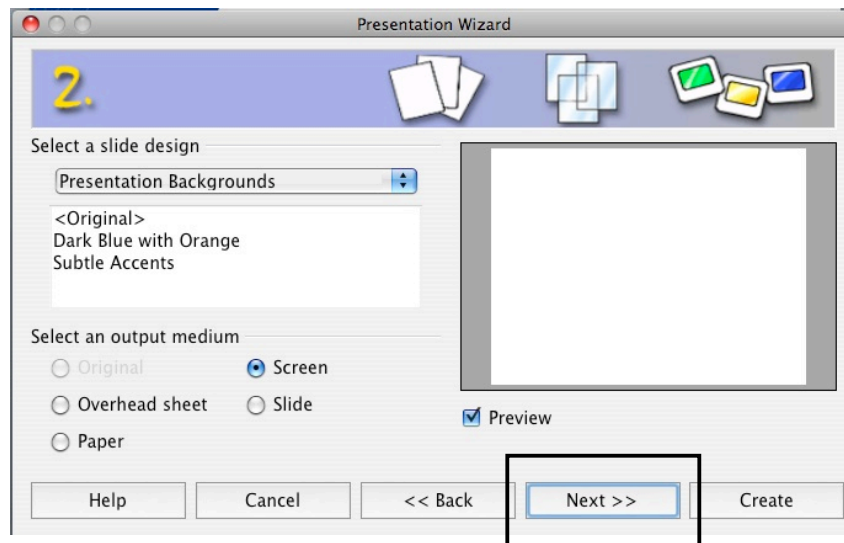 Presentation Wizard
2.
Select a slide design
Presentation Backgrounds
<Original>
Dark Blue with Orange
Subtle Accents
Select an output medium
Original
Screen
Overhead sheet
Slide
Paper
Preview
Help
Cancel
<< Back
Next >>
Create